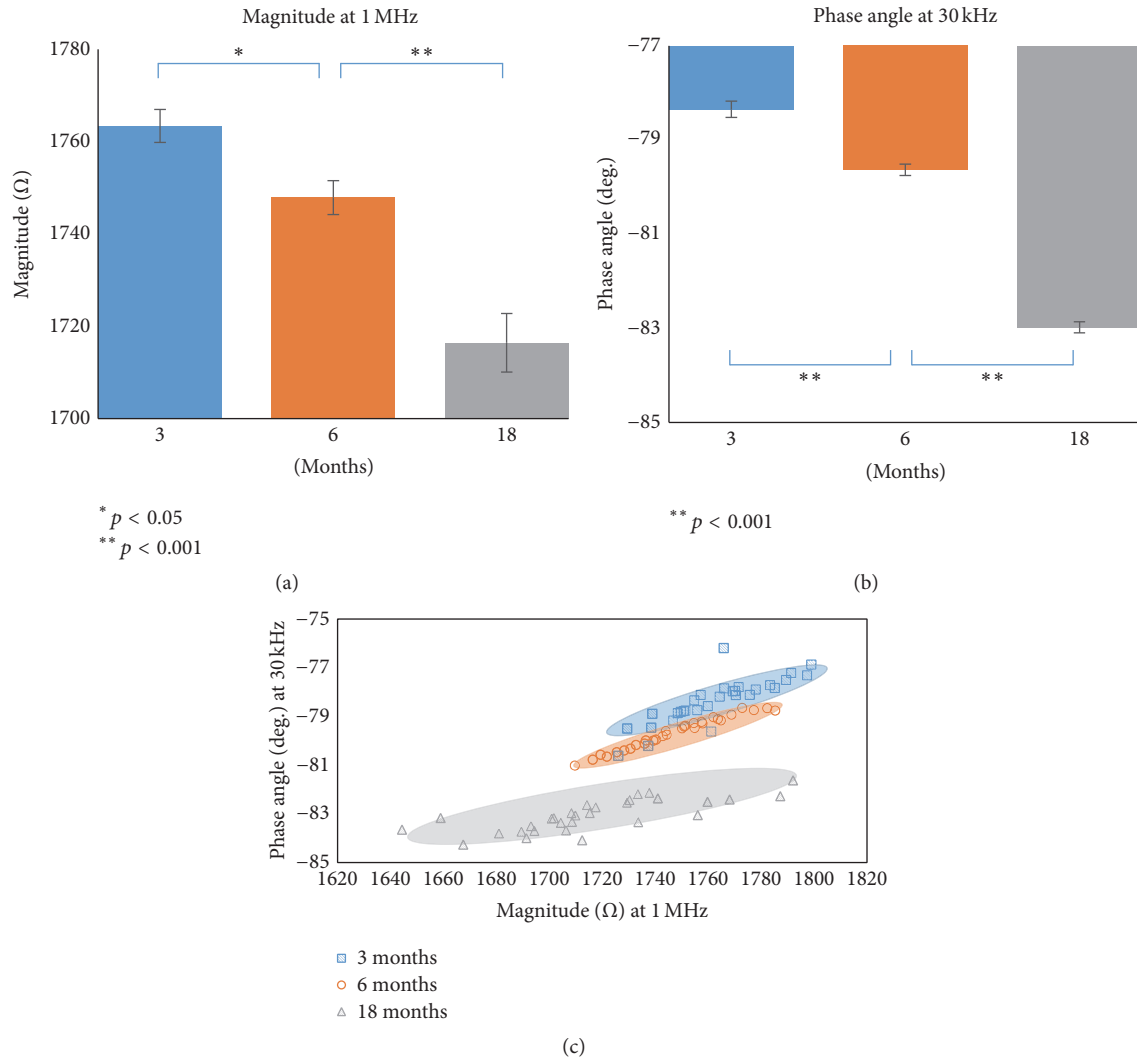 Magnitude at 1 MHz
1780
1760
1740
1720
1700
Magnitude (Ω)
*
**
3 6 18
(Months)
* p < 0.05
** p < 0.001
(a)
Phase angle at 30 kHz
−77
−79
−81
−83
−85
Phase angle (deg.)
** **
3 6 18
(Months)
** p < 0.001
(b)
−75
−77
−79
−81
−83
−85
Phase angle (deg.) at 30 kHz
1620 1640 1660 1680 1700 1720 1740 1760 1780 1800 1820
Magnitude (Ω) at 1 MHz
3 months
6 months
18 months
(c)